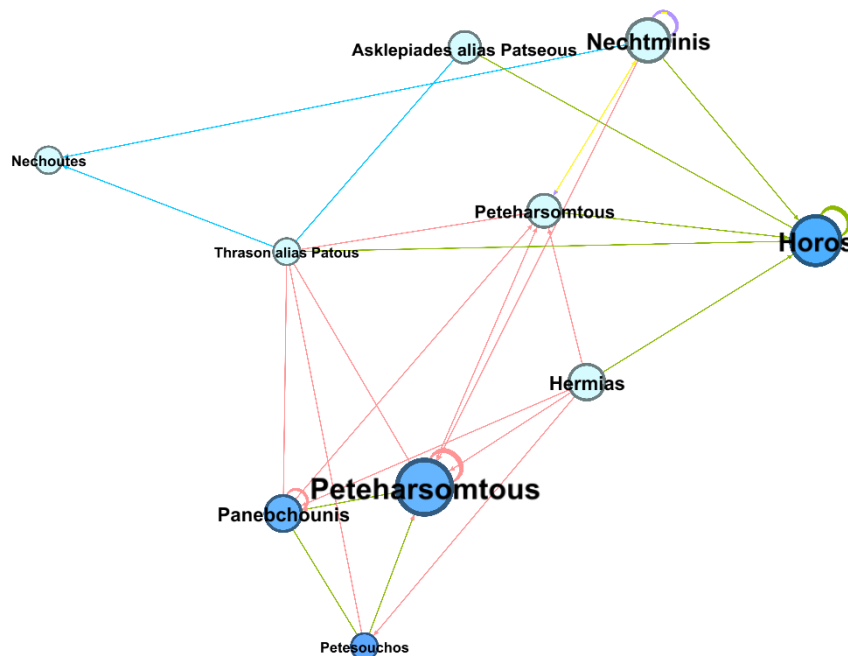 Asklepiades alias Patseous
Nechtminis
Nechoutes
Peteharsomtous
Horos
Thrason alias Patous
Hermias
Peteharsomtous
Panebchounis
Petesouchos